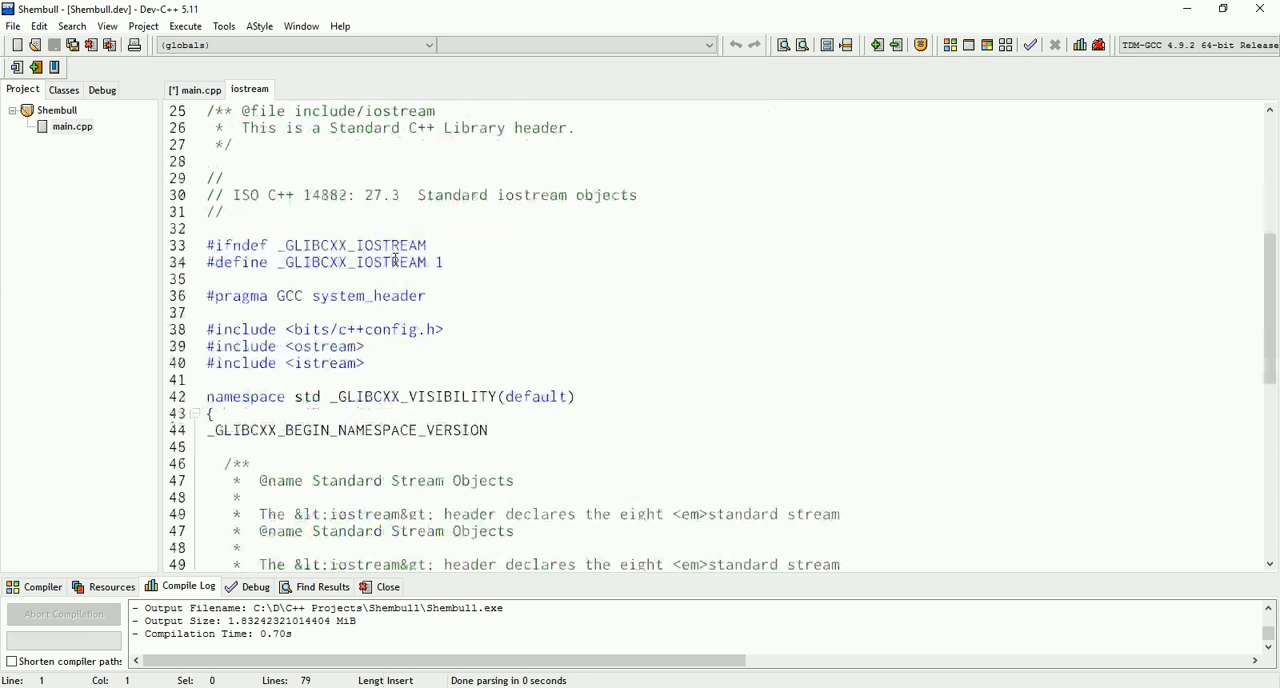 Shembull - [Shembull.dev] - Dev-C++ 5.11
File Edit Search View Project Execute Tools AStyle Window Help
(globals)
TDM-GCC 4.9.2 64-bit Release
Project Classes Debug
[*] main.cpp iostream
Shembull
main.cpp
25 /** @file include/iostream
26 * This is a Standard C++ Library header.
27 */
28
29 //
30 // ISO C++ 14882: 27.3 Standard iostream objects
31 //
32
33 #ifndef _GLIBCXX_IOSTREAM
34 #define _GLIBCXX_IOSTREAM 1
35
36 #pragma GCC system_header
37
38 #include <bits/c++config.h>
39 #include <ostream>
40 #include <istream>
41
42 namespace std _GLIBCXX_VISIBILITY(default)
43 {
44 _GLIBCXX_BEGIN_NAMESPACE_VERSION
45
46 /**
47 * @name Standard Stream Objects
48 *
49 * The &lt;iostream&gt; header declares the eight <em>standard stream
47 * @name Standard Stream Objects
48 *
49 * The &lt;iostream&gt; header declares the eight <em>standard stream
Compiler Resources Compile Log Debug Find Results Close
Abort Compilation
Shorten compiler paths
- Output Filename: C:\D\C++ Projects\Shembull\Shembull.exe
- Output Size: 1.83242321014404 MiB
- Compilation Time: 0.70s
Line: 1 Col: 1 Sel: 0 Lines: 79 Lengt Insert Done parsing in 0 seconds